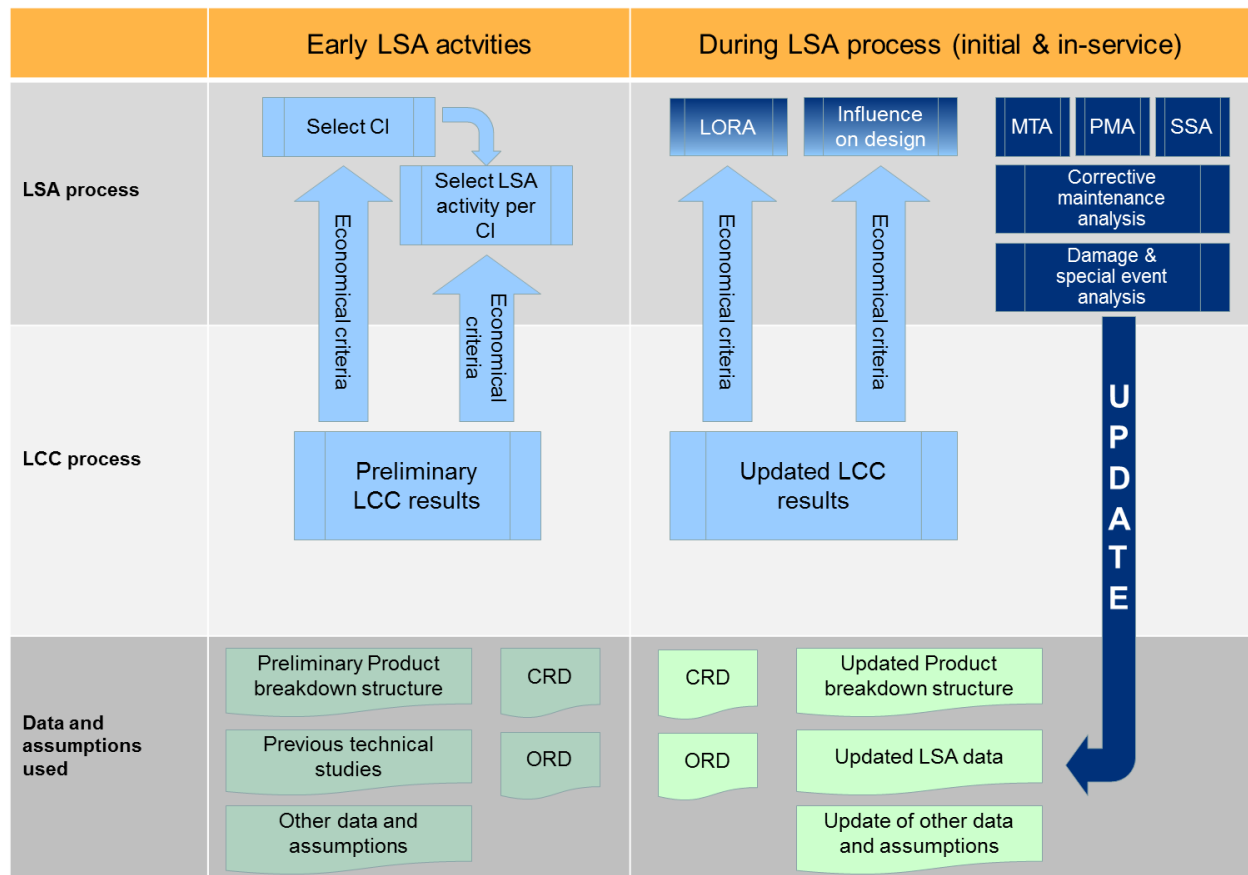 Early LSA actvities
During LSA process (initial & in-service)
LSA process
Select CI
Select LSA
activity per
CI
Economical criteria
Economical
criteria
LORA
Influence
on design
Economical criteria
Economical criteria
MTA
PMA
SSA
Corrective
maintenance
analysis
Damage &
special event
analysis
UPDATE
LCC process
Preliminary
LCC results
Updated LCC
results
Data and
assumptions
used
Preliminary Product
breakdown structure
CRD
Previous technical
studies
ORD
Other data and
assumptions
CRD
Updated Product
breakdown structure
ORD
Updated LSA data
Update of other data
and assumptions